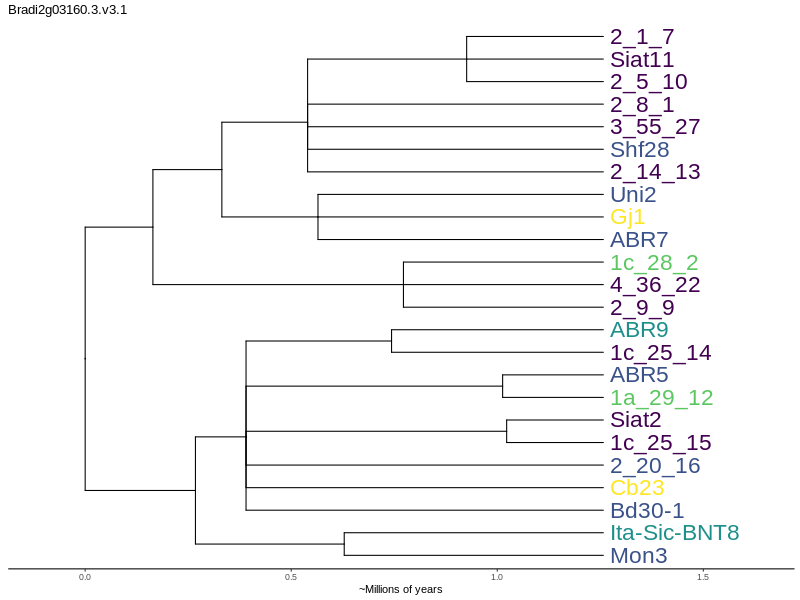 Bradi2g03160.3.v3.1
2_1_7
Siat11
2_5_10
2_8_1
3_55_27
Shf28
2_14_13
Uni2
Gj1
ABR7
1c_28_2
4_36_22
2_9_9
ABR9
1c_25_14
ABR5
1a_29_12
Siat2
1c_25_15
2_20_16
Cb23
Bd30-1
Ita-Sic-BNT8
Mon3
0.0 0.5 1.0 1.5
~Millions of years